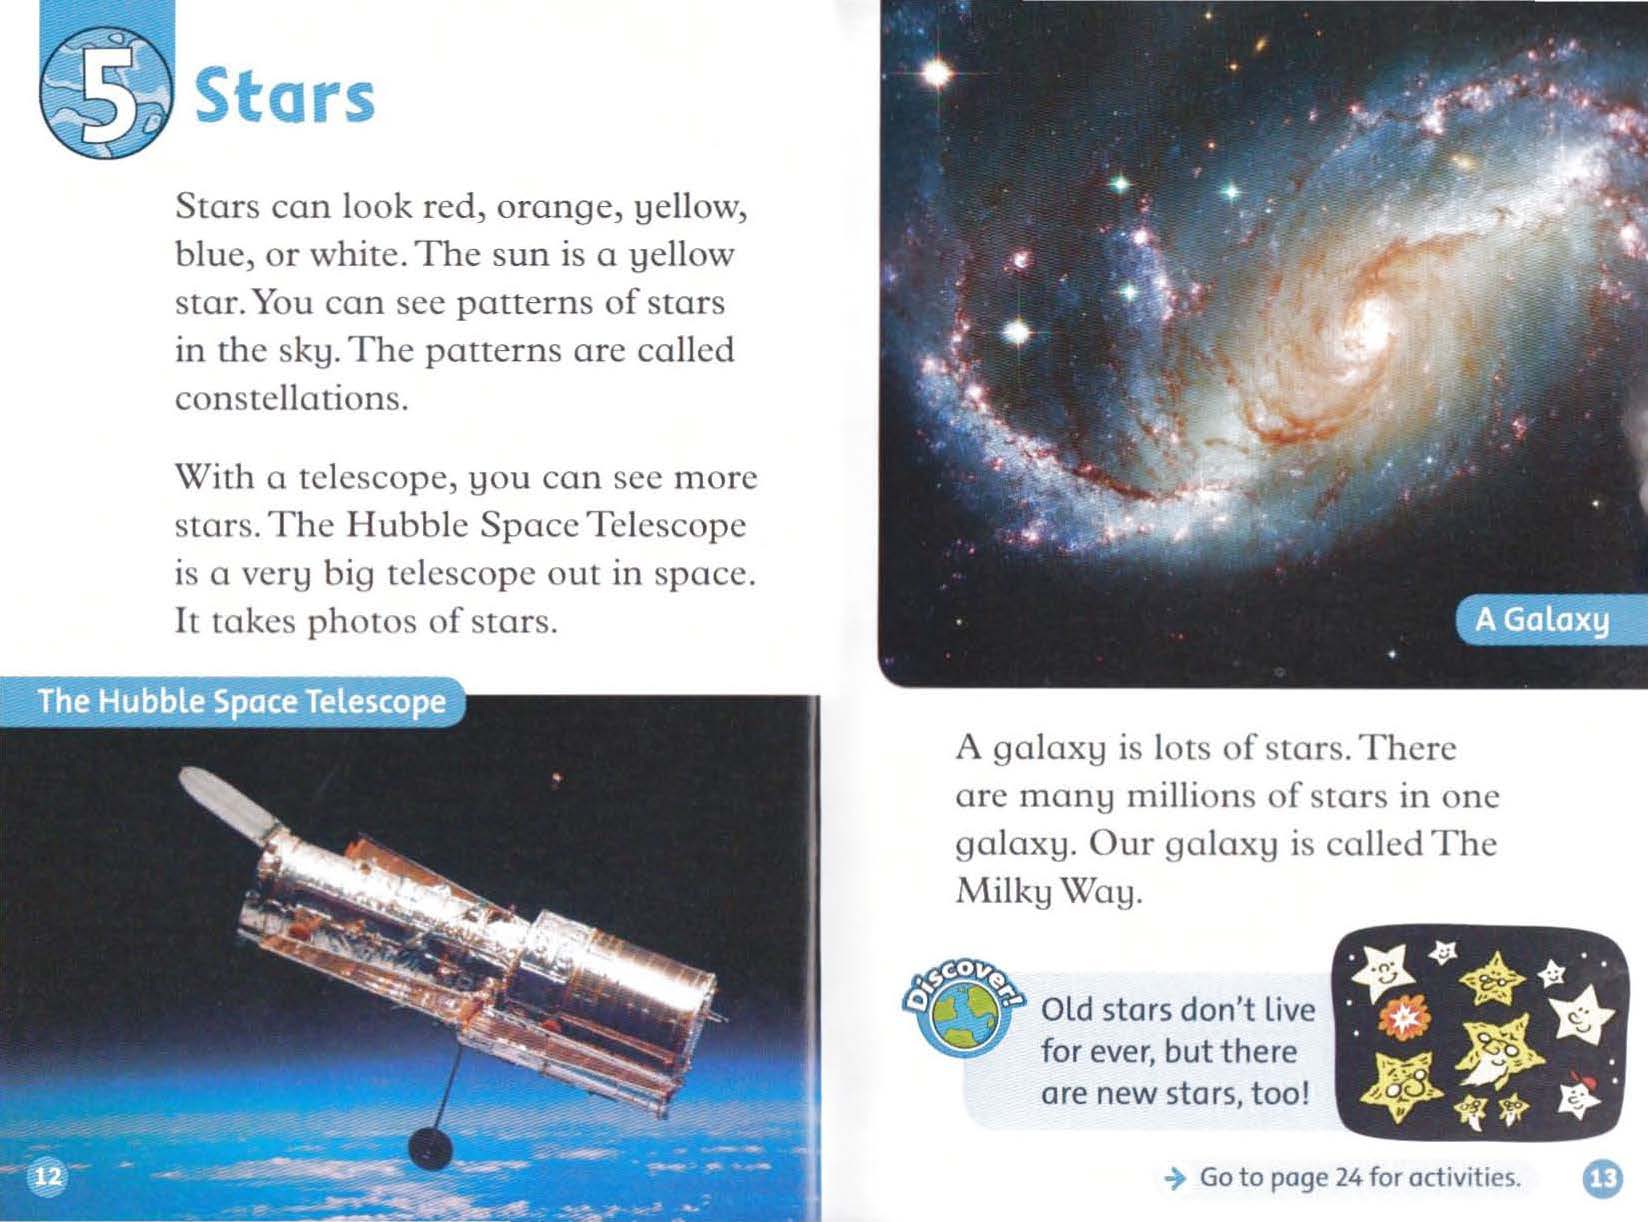 5
Stars
Stars can look red, orange, yellow,
blue, or white. The sun is a yellow
star. You can see patterns of stars
in the sky. The patterns are called
constellations.
With a telescope, you can see more
stars. The Hubble Space Telescope
is a very big telescope out in space.
It takes photos of stars.
The Hubble Space Telescope
12
A Galaxy
A galaxy is lots of stars. There
are many millions of stars in one
galaxy. Our galaxy is called The
Milky Way.
Discover!
Old stars don't live
for ever, but there
are new stars, too!
→ Go to page 24 for activities.
13